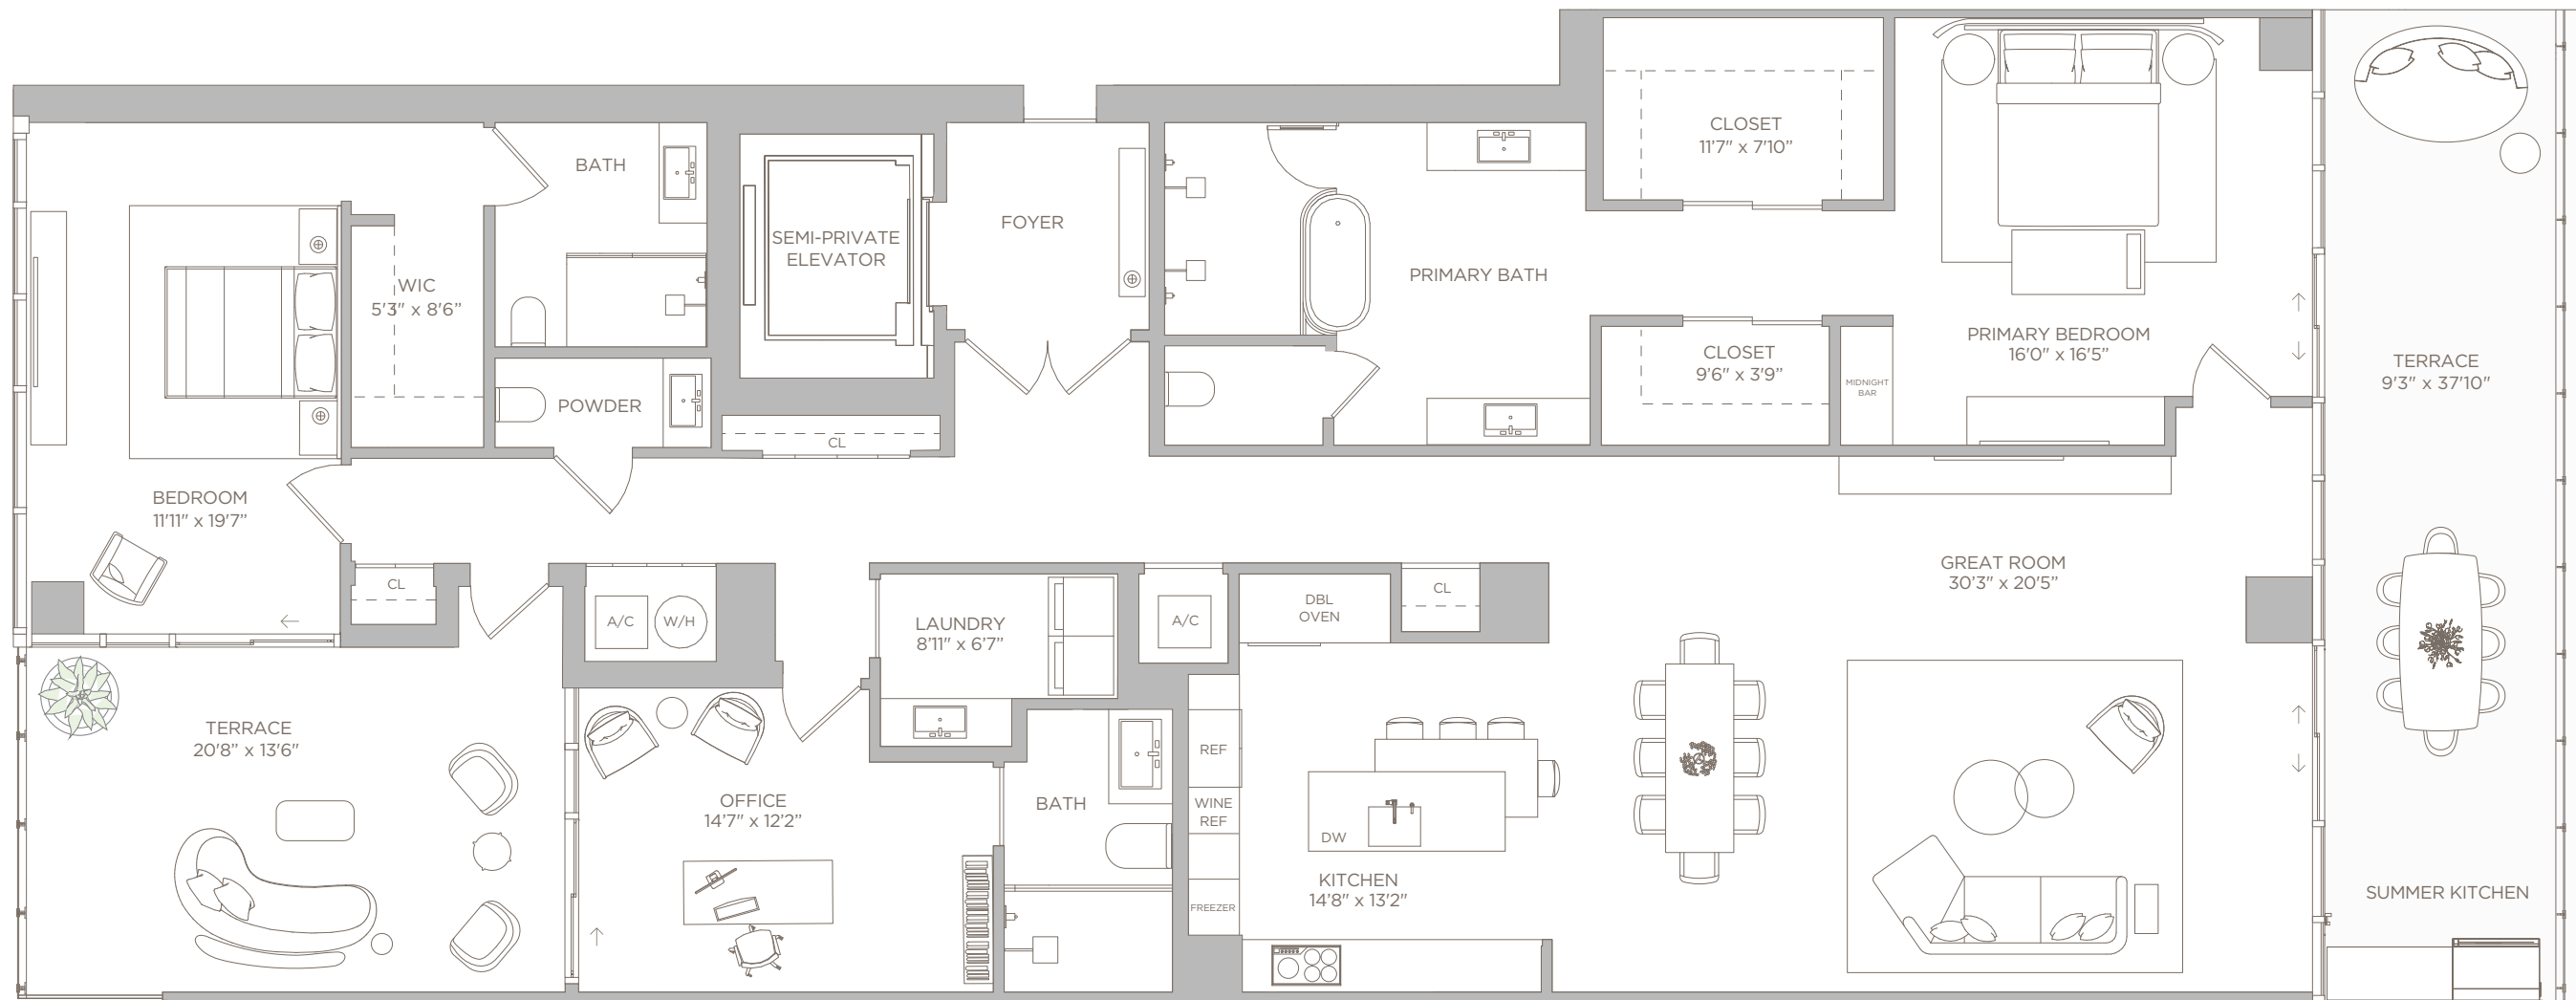 BATH
SEMI-PRIVATE
ELEVATOR
FOYER
WIC
5'3" x 8'6"
POWDER
CL
BEDROOM
11'11" x 19'7"
CL
PRIMARY BATH
CLOSET
11'7" x 7'10"
CLOSET
9'6" x 3'9"
MIDNIGHT
BAR
PRIMARY BEDROOM
16'0" x 16'5"
TERRACE
9'3" x 37'10"
A/C
W/H
LAUNDRY
8'11" x 6'7"
A/C
DBL
OVEN
CL
GREAT ROOM
30'3" x 20'5"
TERRACE
20'8" x 13'6"
OFFICE
14'7" x 12'2"
BATH
REF
WINE
REF
FREEZER
DW
KITCHEN
14'8" x 13'2"
SUMMER KITCHEN